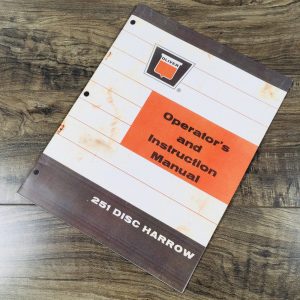 OLIVER
®
Operator's
and
Instruction
Manual
251 DISC HARROW